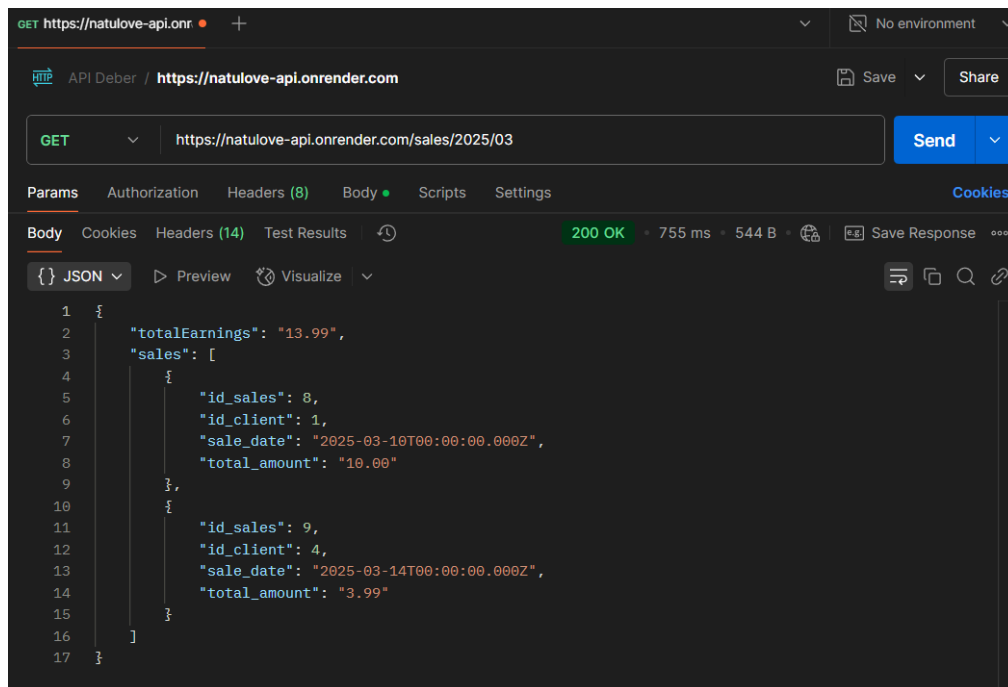 GET https://natulove-api.onr
No environment
HTTP API Deber / https://natulove-api.onrender.com
Save
Share
GET https://natulove-api.onrender.com/sales/2025/03
Send
Params Authorization Headers (8) Body Scripts Settings Cookies
Body Cookies Headers (14) Test Results 200 OK 755 ms 544 B e.g. Save Response
{} JSON Preview Visualize
1 {
2 "totalEarnings": "13.99",
3 "sales": [
4 {
5 "id_sales": 8,
6 "id_client": 1,
7 "sale_date": "2025-03-10T00:00:00.000Z",
8 "total_amount": "10.00"
9 },
10 {
11 "id_sales": 9,
12 "id_client": 4,
13 "sale_date": "2025-03-14T00:00:00.000Z",
14 "total_amount": "3.99"
15 }
16 ]
17 }